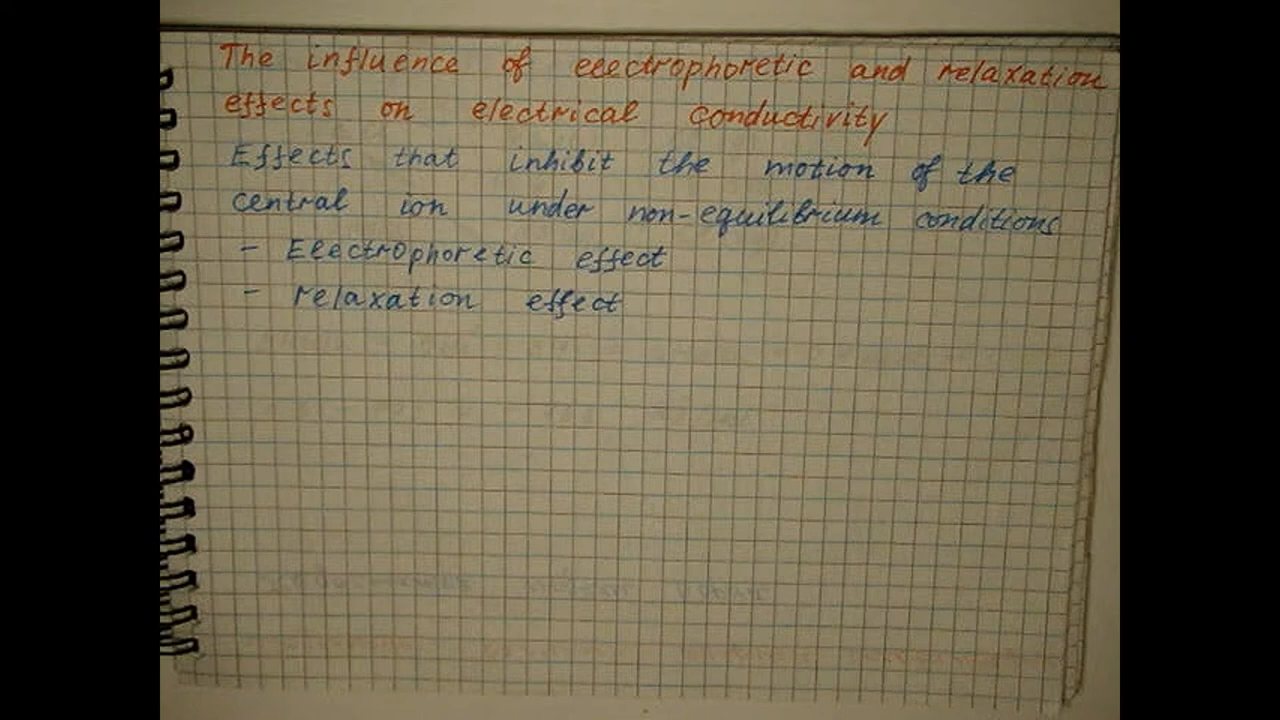 The influence of electrophoretic and relaxation
effects on electrical conductivity
Effects that inhibit the motion of the
central ion under non-equilibrium conditions
- Electrophoretic effect
- relaxation effect